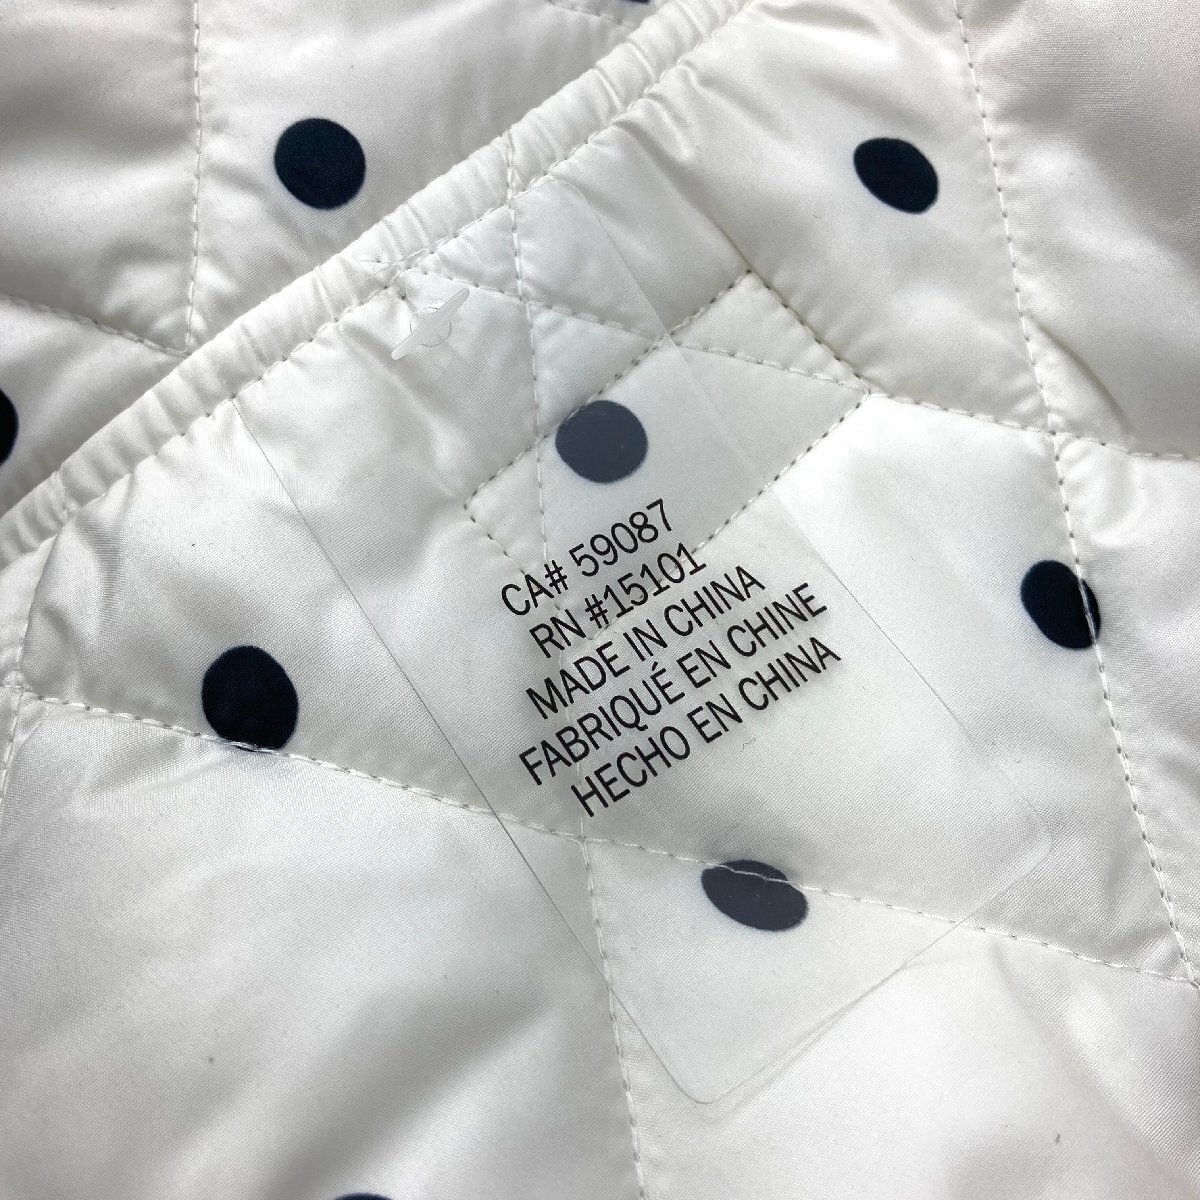 CA# 59087
RN #15101
MADE IN CHINA
FABRIQUÉ EN CHINE
HECHO EN CHINA